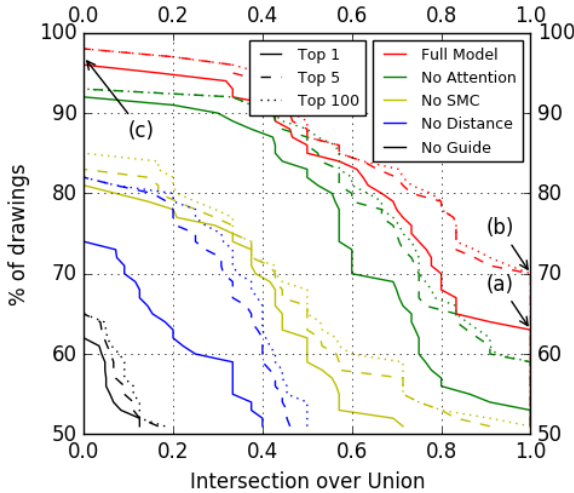 0.0 0.2 0.4 0.6 0.8 1.0
100 100
90 90
80 80
70 70
60 60
50 50
Top 1
Top 5
Top 100
Full Model
No Attention
No SMC
No Distance
No Guide
(c)
(b)
(a)
% of drawings
0.0 0.2 0.4 0.6 0.8 1.0
Intersection over Union